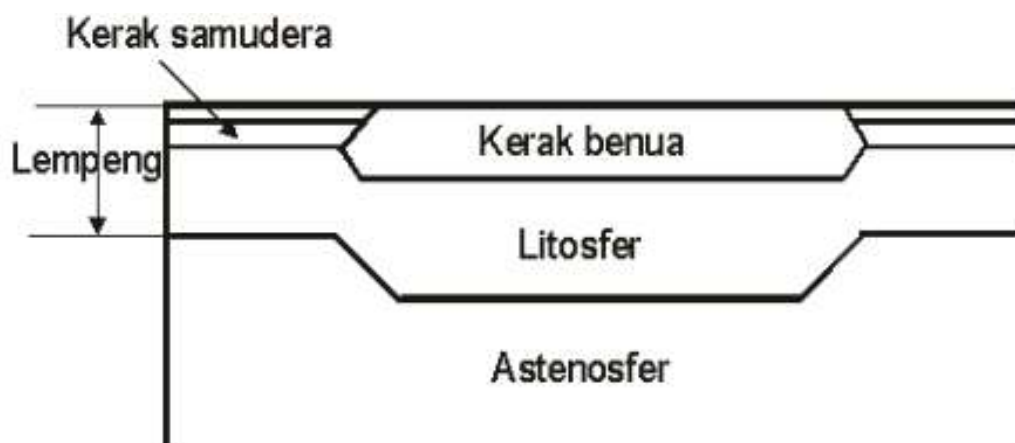 Kerak samudera
Kerak benua
Lempeng
Litosfer
Astenosfer